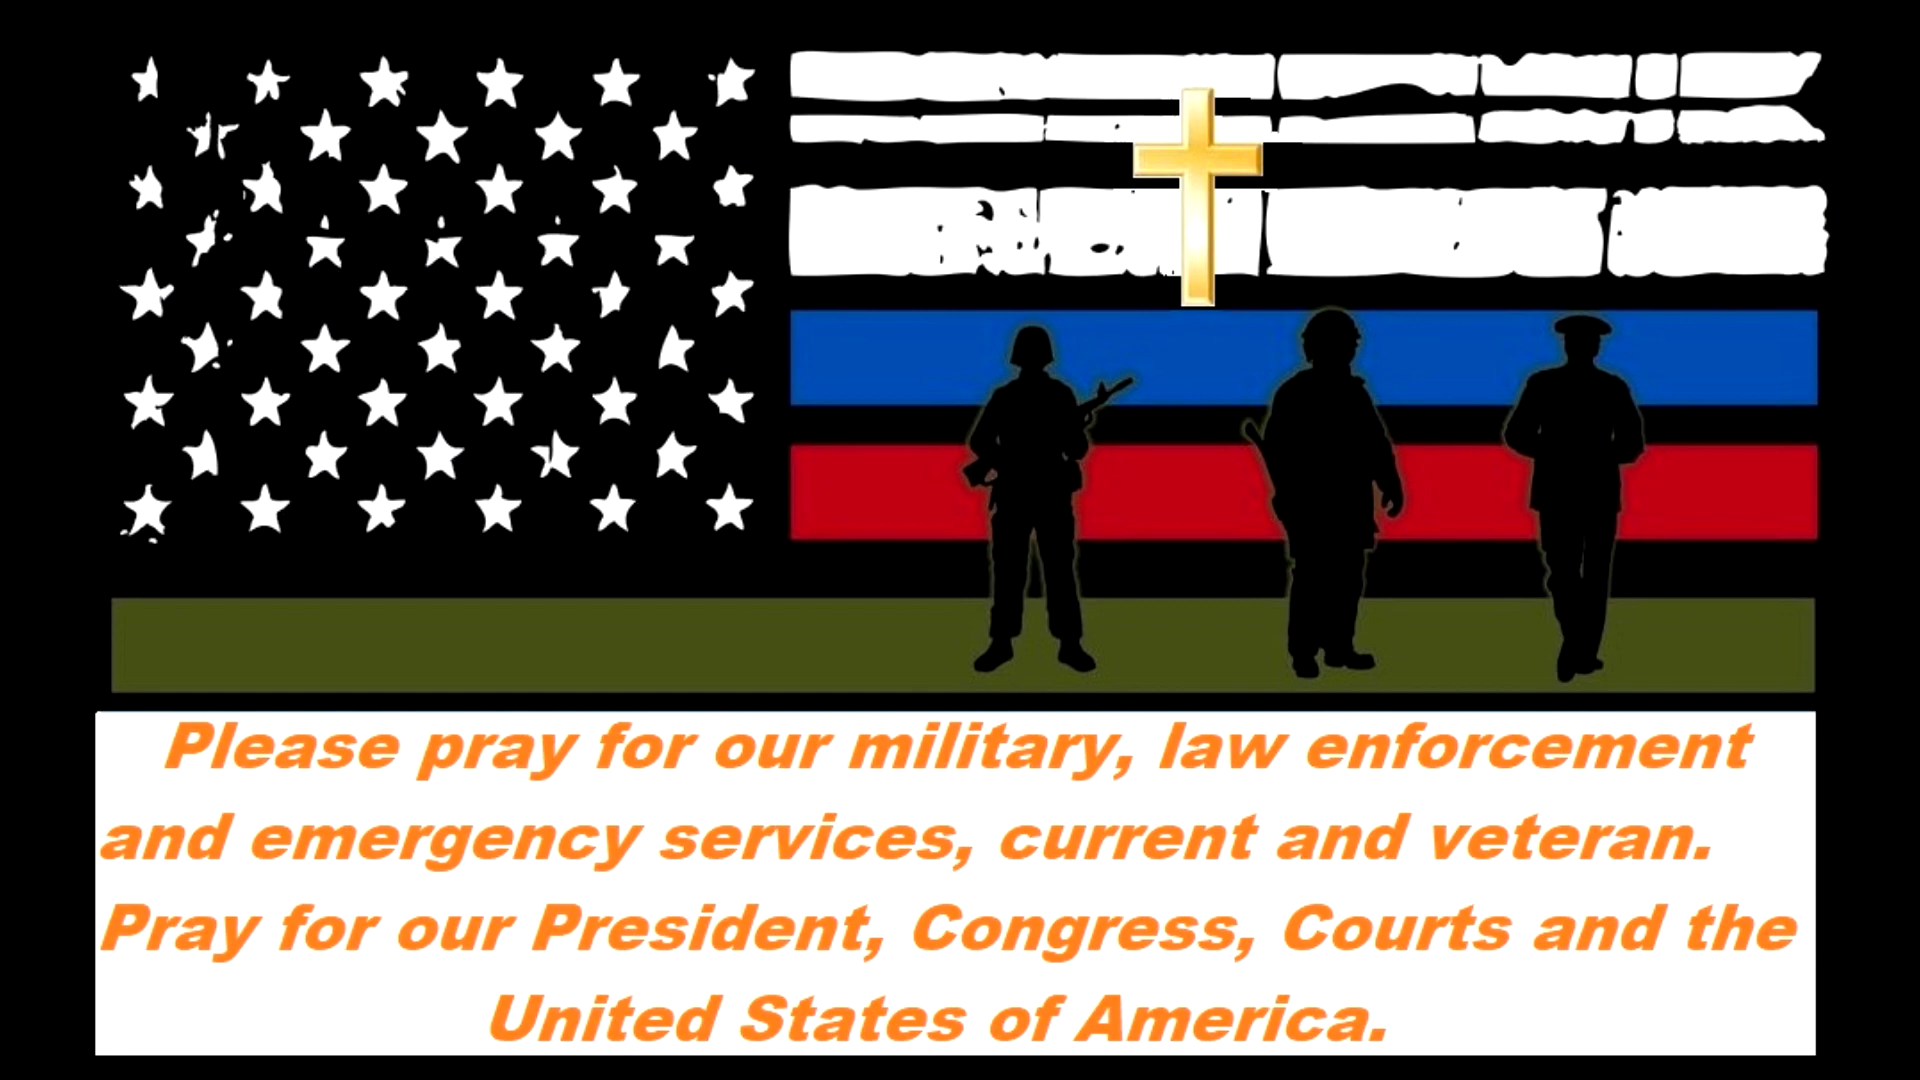 Please pray for our military, law enforcement
and emergency services, current and veteran.
Pray for our President, Congress, Courts and the
United States of America.